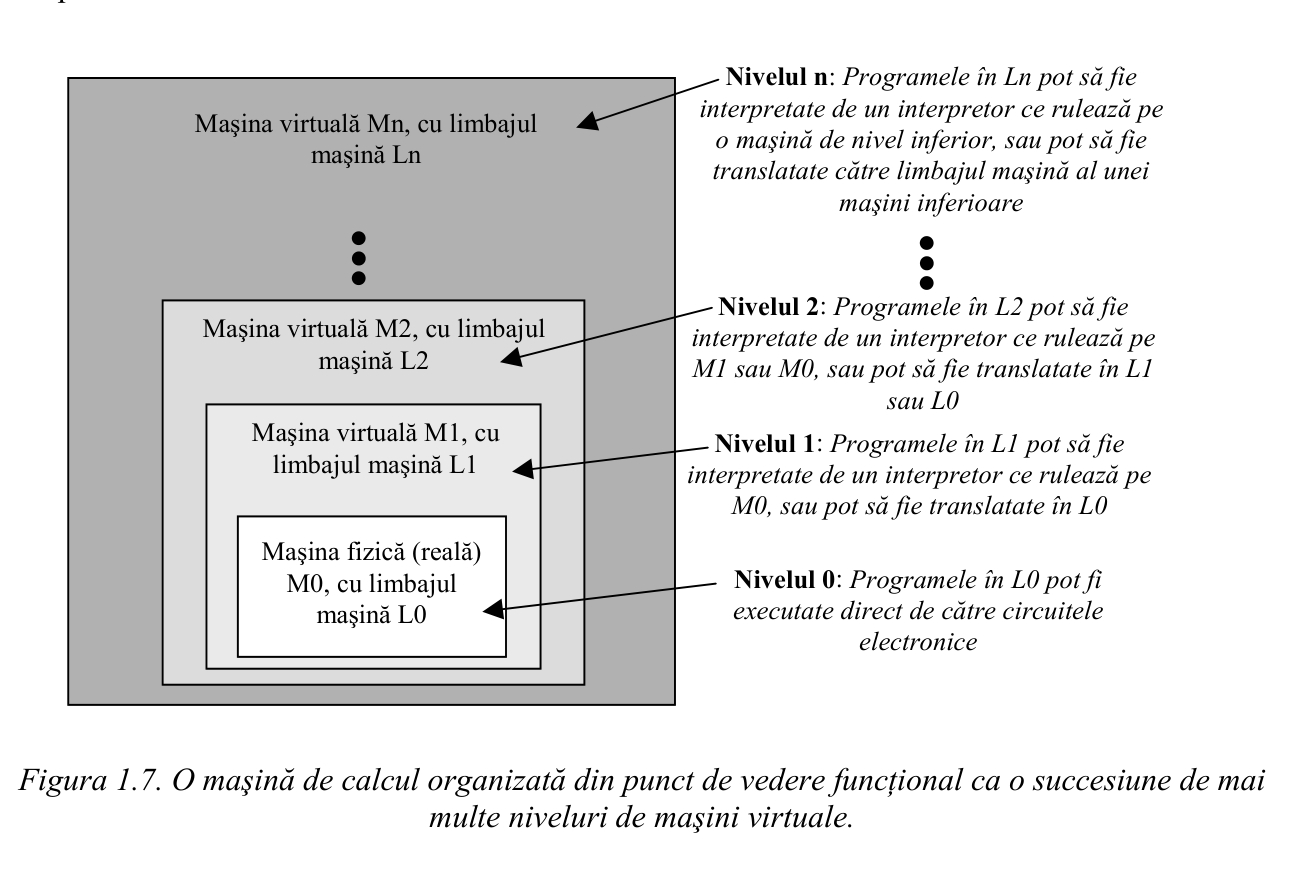 Maşina virtuală Mn, cu limbajul
maşină Ln
Maşina virtuală M2, cu limbajul
maşină L2
Maşina virtuală M1, cu
limbajul maşină L1
Maşina fizică (reală)
M0, cu limbajul
maşină L0
Nivelul n: Programele în Ln pot să fie
interpretate de un interpretor ce rulează pe
o maşină de nivel inferior, sau pot să fie
translatate către limbajul maşină al unei
maşini inferioare
Nivelul 2: Programele în L2 pot să fie
interpretate de un interpretor ce rulează pe
M1 sau M0, sau pot să fie translatate în L1
sau L0
Nivelul 1: Programele în L1 pot să fie
interpretate de un interpretor ce rulează pe
M0, sau pot să fie translatate în L0
Nivelul 0: Programele în L0 pot fi
executate direct de către circuitele
electronice
Figura 1.7. O maşină de calcul organizată din punct de vedere funcţional ca o succesiune de mai
multe niveluri de maşini virtuale.